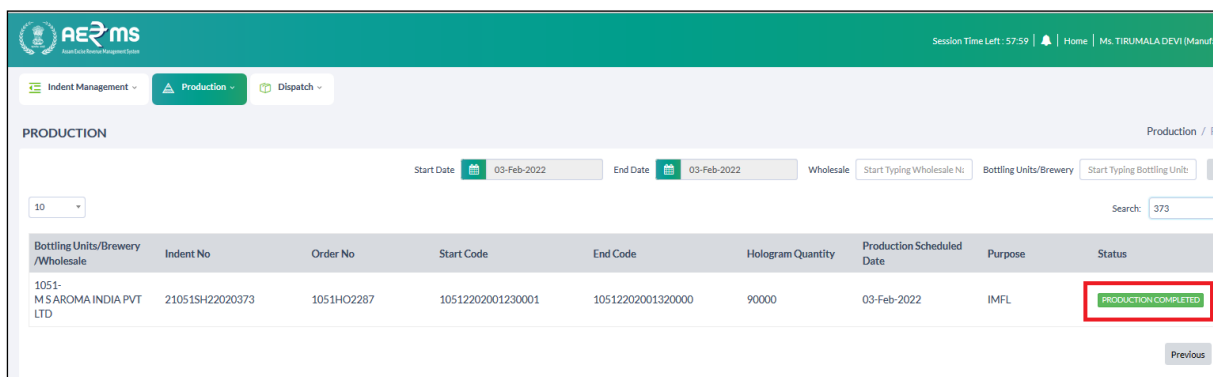 AERMS
Assam Excise Revenue Management System
Session Time Left : 57:59 | Home | Ms. TIRUMALA DEVI (Manuf
Indent Management Production Dispatch
PRODUCTION
Production /
Start Date 03-Feb-2022 End Date 03-Feb-2022 Wholesale Start Typing Wholesale Na Bottling Units/Brewery Start Typing Bottling Unit
10 Search: 373
Bottling Units/Brewery /Wholesale Indent No Order No Start Code End Code Hologram Quantity Production Scheduled Date Purpose Status
1051-
M S AROMA INDIA PVT LTD 21051SH22020373 1051HO2287 10512202001230001 10512202001320000 90000 03-Feb-2022 IMFL PRODUCTION COMPLETED
Previous